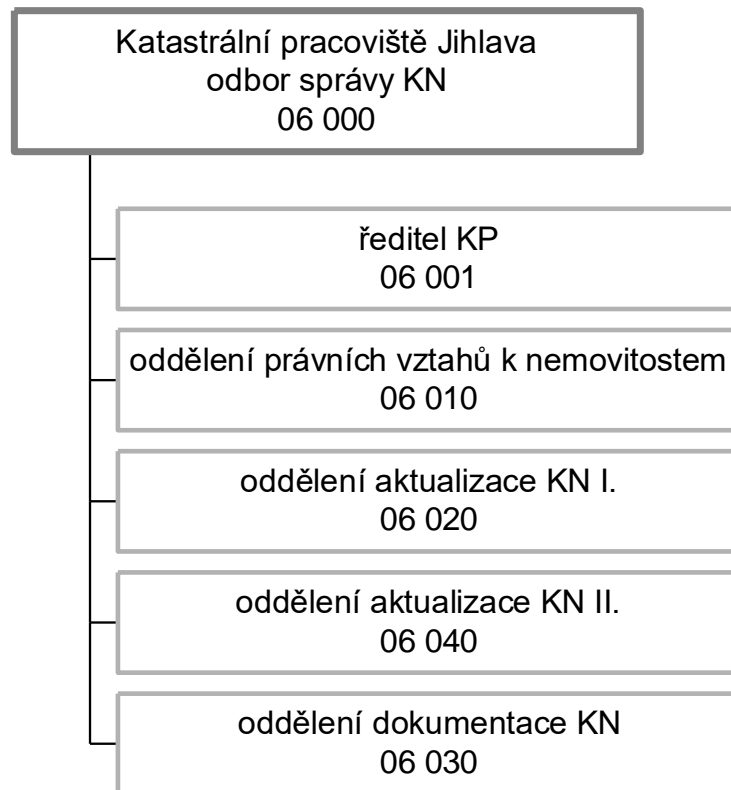 Katastrální pracoviště Jihlava
odbor správy KN
06 000
ředitel KP
06 001
oddělení právních vztahů k nemovitostem
06 010
oddělení aktualizace KN I.
06 020
oddělení aktualizace KN II.
06 040
oddělení dokumentace KN
06 030